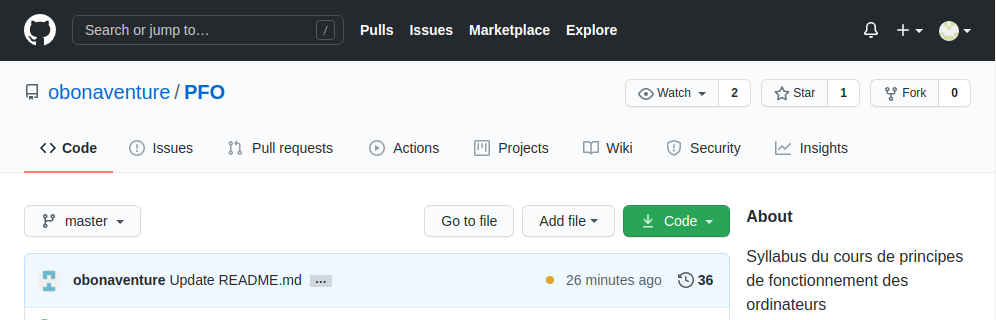 Search or jump to… / Pulls Issues Marketplace Explore
obonaventure / PFO Watch 2 Star 1 Fork 0
Code Issues Pull requests Actions Projects Wiki Security Insights
master Go to file Add file Code About
Syllabus du cours de principes
de fonctionnement des
ordinateurs
obonaventure Update README.md ... 26 minutes ago 36